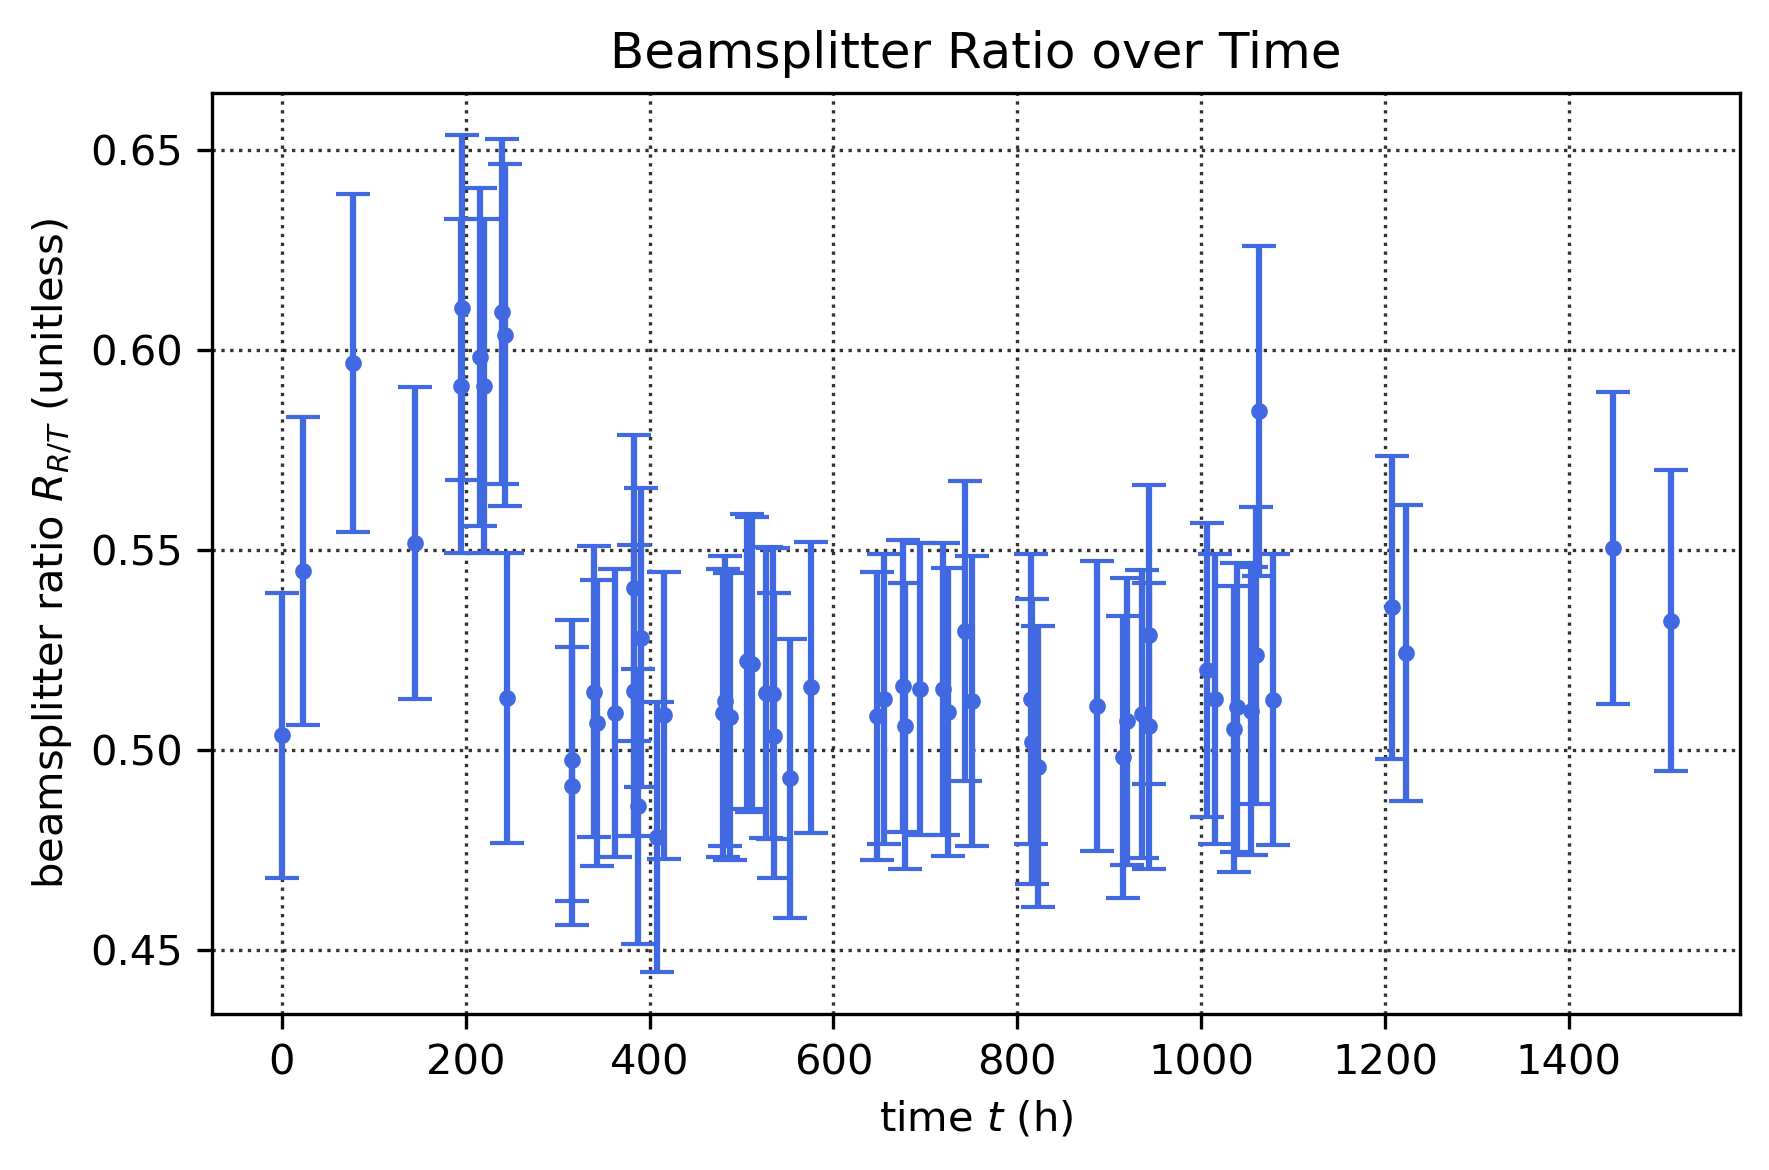 Beamsplitter Ratio over Time
beamsplitter ratio R_{R/T} (unitless)
0.65
0.60
0.55
0.50
0.45
0 200 400 600 800 1000 1200 1400
time t (h)